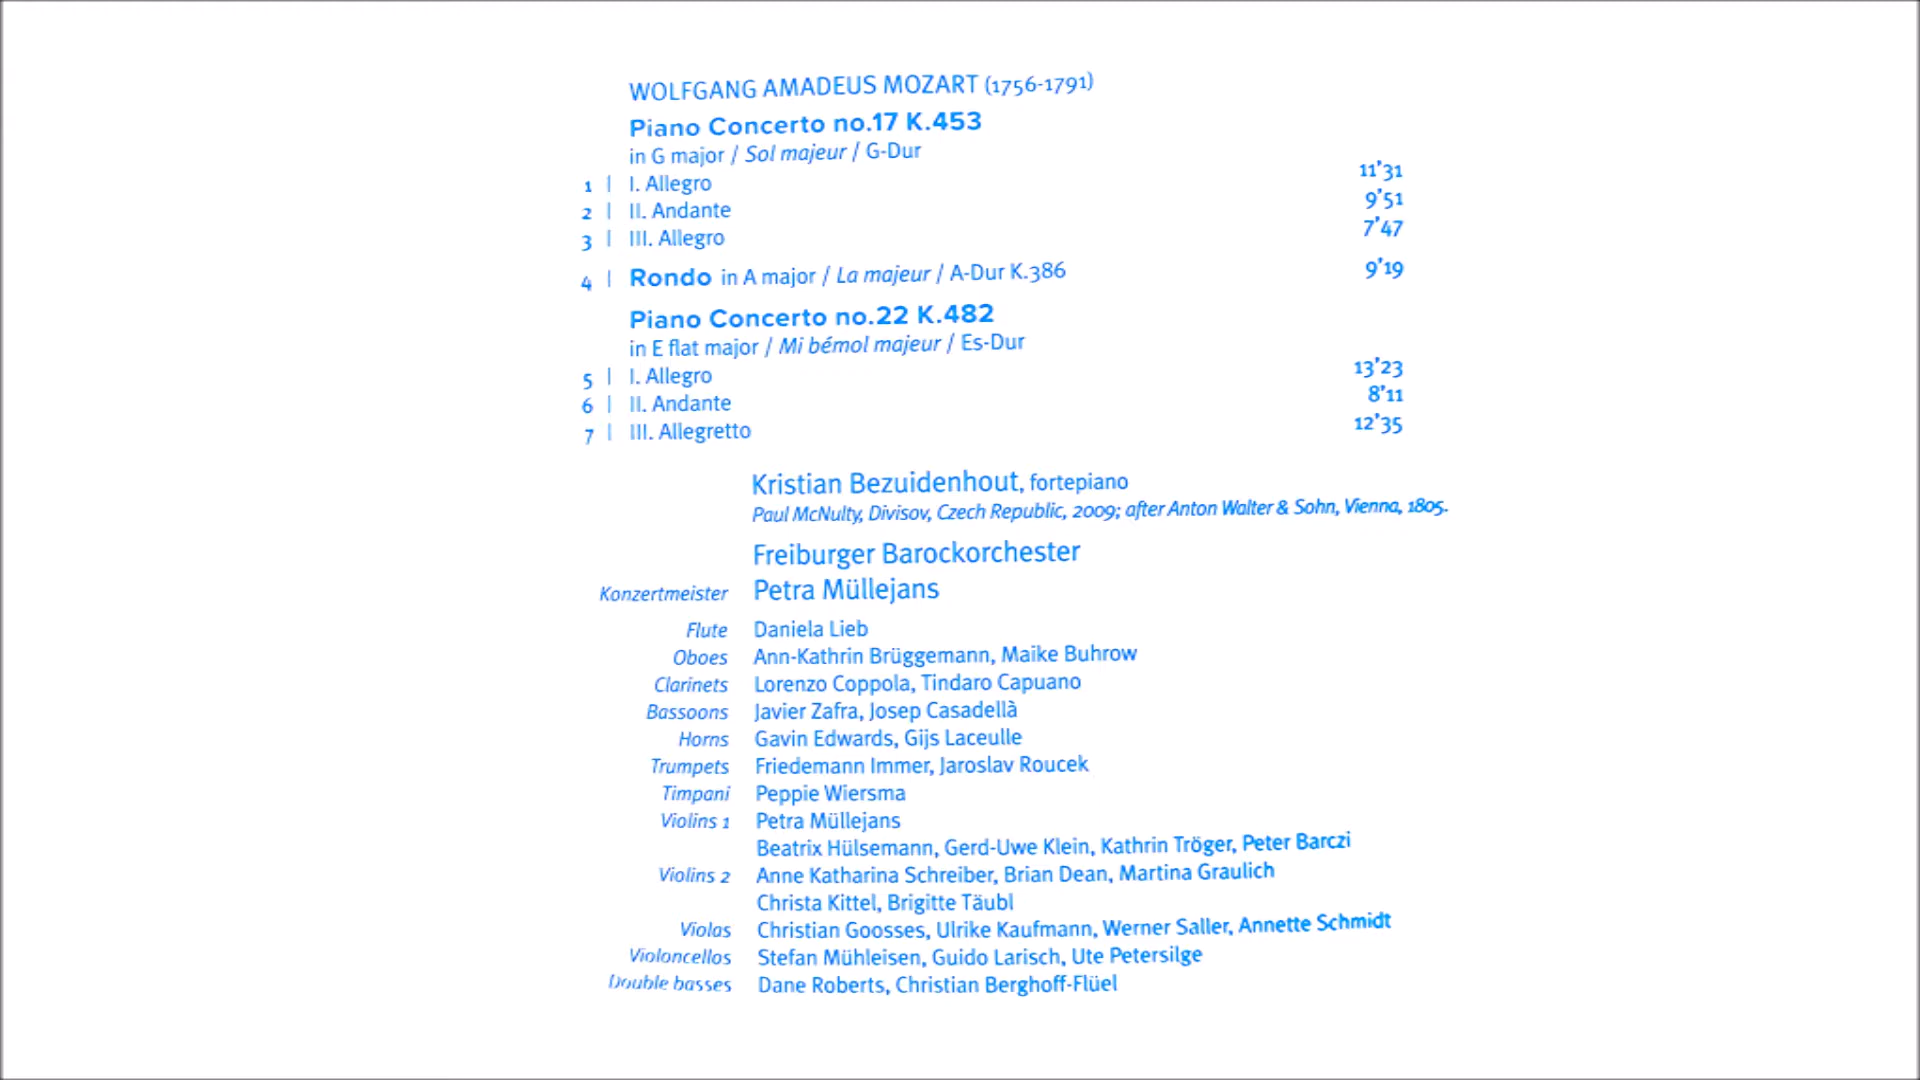 WOLFGANG AMADEUS MOZART (1756-1791)
Piano Concerto no.17 K.453
in G major / Sol majeur / G-Dur
1 | I. Allegro 11'31
2 | II. Andante 9'51
3 | III. Allegro 7'47
4 | Rondo in A major / La majeur / A-Dur K.386 9'19
Piano Concerto no.22 K.482
in E flat major / Mi bémol majeur / Es-Dur
5 | I. Allegro 13'23
6 | II. Andante 8'11
7 | III. Allegretto 12'35
Kristian Bezuidenhout, fortepiano
Paul McNulty, Divisov, Czech Republic, 2009; after Anton Walter & Sohn, Vienna, 1805.
Freiburger Barockorchester
Konzertmeister Petra Müllejans
Flute Daniela Lieb
Oboes Ann-Kathrin Brüggemann, Maike Buhrow
Clarinets Lorenzo Coppola, Tindaro Capuano
Bassoons Javier Zafra, Josep Casadellà
Horns Gavin Edwards, Gijs Laceulle
Trumpets Friedemann Immer, Jaroslav Roucek
Timpani Peppie Wiersma
Violins 1 Petra Müllejans
Beatrix Hülsemann, Gerd-Uwe Klein, Kathrin Tröger, Peter Barczi
Violins 2 Anne Katharina Schreiber, Brian Dean, Martina Graulich
Christa Kittel, Brigitte Täubl
Violas Christian Goosses, Ulrike Kaufmann, Werner Saller, Annette Schmidt
Violoncellos Stefan Mühleisen, Guido Larisch, Ute Petersilge
Double basses Dane Roberts, Christian Berghoff-Flüel